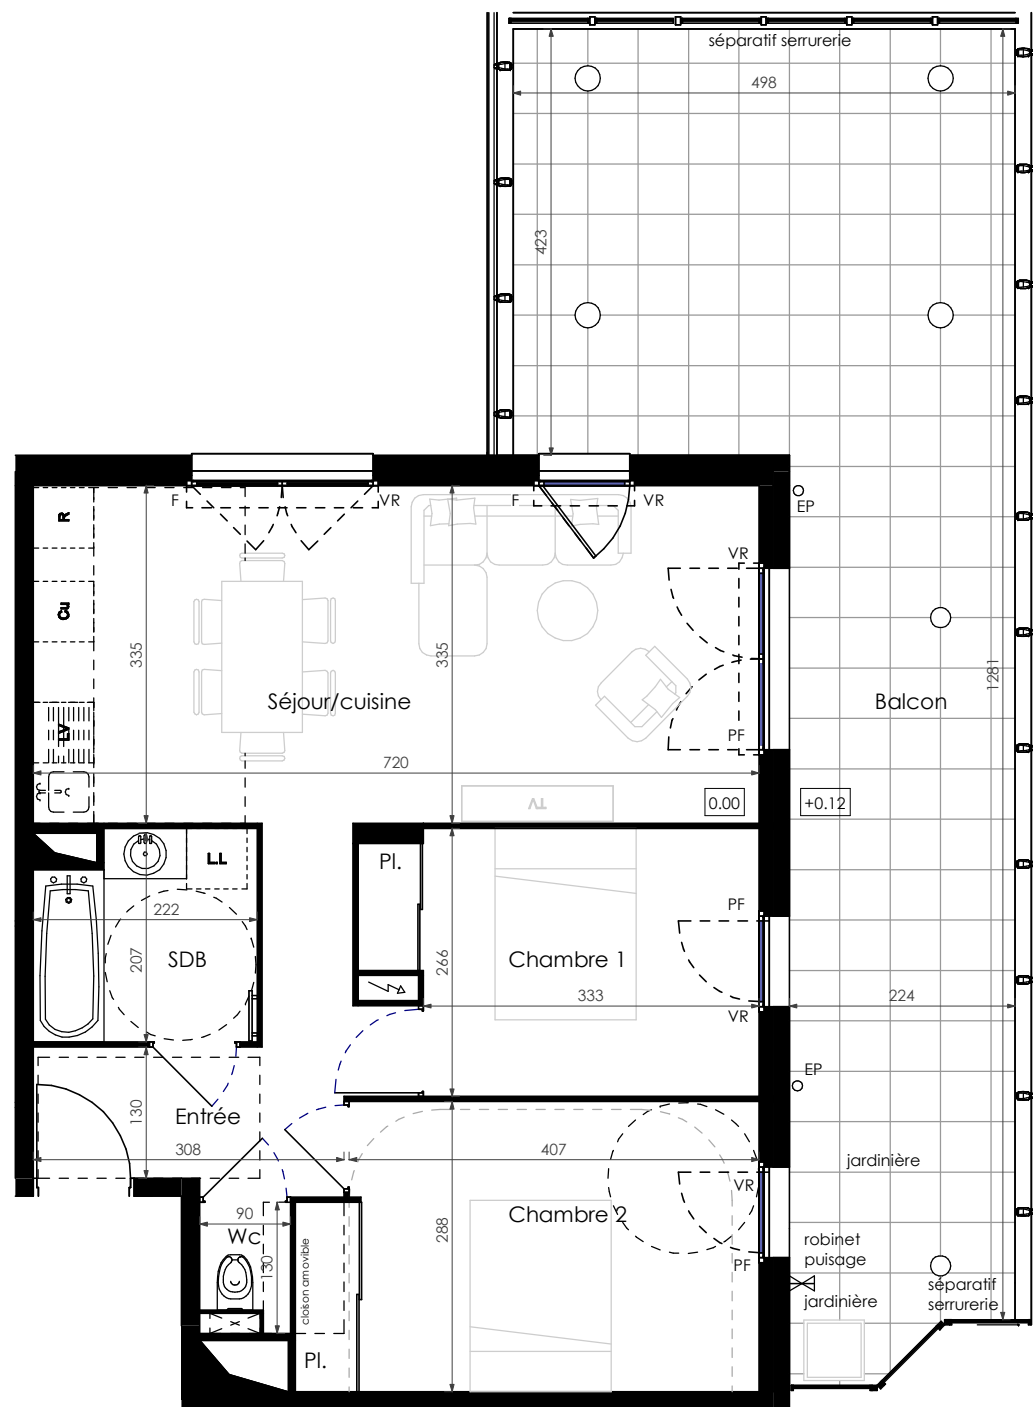 séparatif serrurerie
498
423
F
VR
F
VR
EP
R
VR
Cu
335
335
1281
Séjour/cuisine
Balcon
LV
PF
720
TV
0.00
+0.12
Pl.
LL
PF
222
207
SDB
266
Chambre 1
333
224
VR
EP
130
Entrée
308
407
jardinière
VR
90
Wc
288
Chambre 2
130
cloison amovible
robinet
puisage
PF
jardinière
séparatif
serrurerie
Pl.